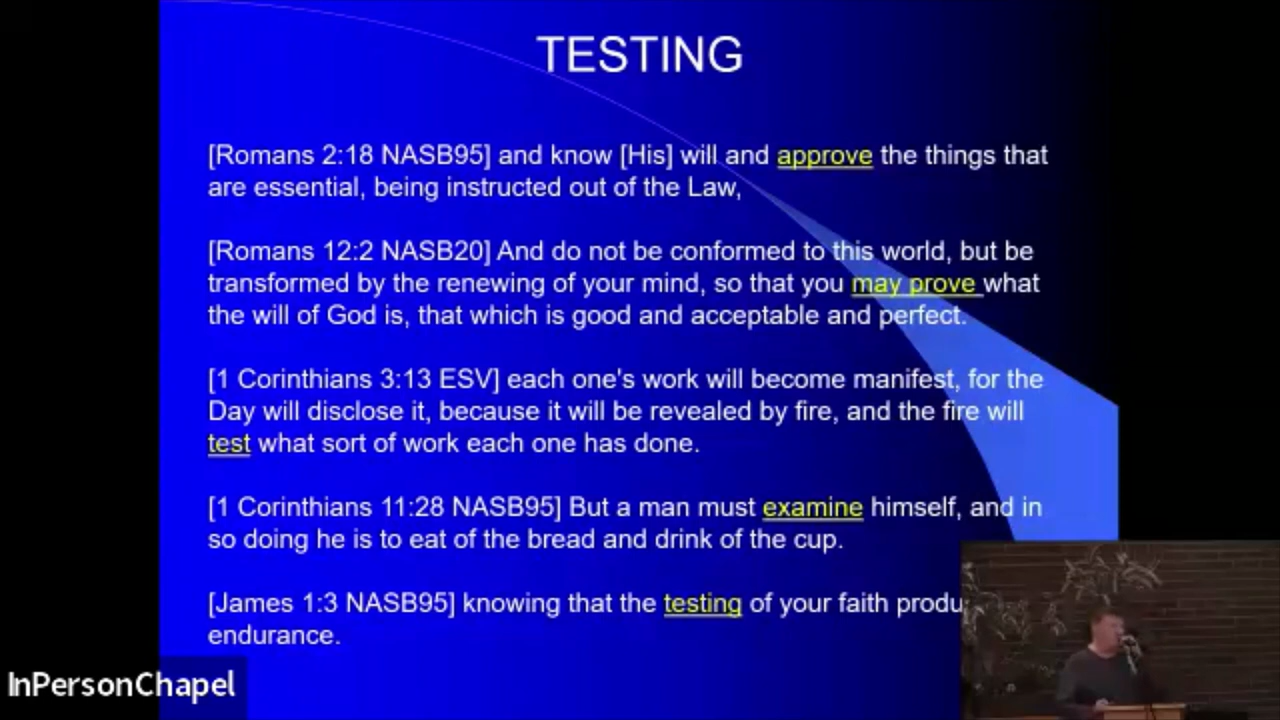 TESTING
[Romans 2:18 NASB95] and know [His] will and approve the things that
are essential, being instructed out of the Law,
[Romans 12:2 NASB20] And do not be conformed to this world, but be
transformed by the renewing of your mind, so that you may prove what
the will of God is, that which is good and acceptable and perfect.
[1 Corinthians 3:13 ESV] each one's work will become manifest, for the
Day will disclose it, because it will be revealed by fire, and the fire will
test what sort of work each one has done.
[1 Corinthians 11:28 NASB95] But a man must examine himself, and in
so doing he is to eat of the bread and drink of the cup.
[James 1:3 NASB95] knowing that the testing of your faith produ
endurance.
InPersonChapel